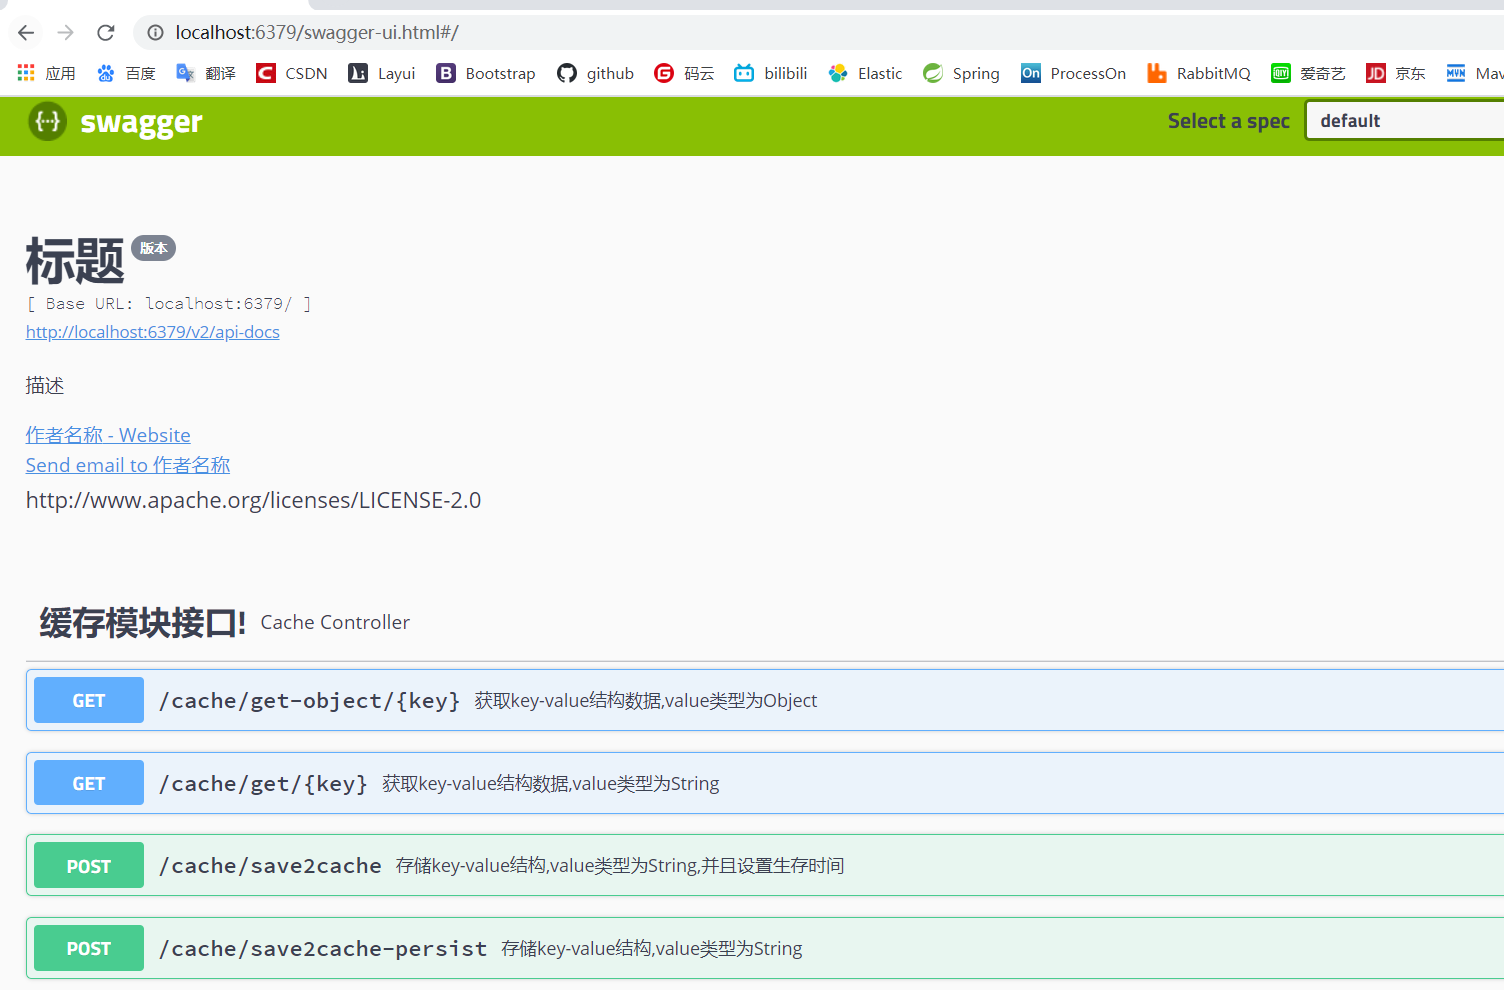 localhost:6379/swagger-ui.html#/
应用 百度 翻译 CSDN Layui Bootstrap github 码云 bilibili Elastic Spring ProcessOn RabbitMQ 爱奇艺 京东 Mav
swagger Select a spec default
标题 版本
[ Base URL: localhost:6379/ ]
http://localhost:6379/v2/api-docs
描述
作者名称 - Website
Send email to 作者名称
http://www.apache.org/licenses/LICENSE-2.0
缓存模块接口! Cache Controller
GET /cache/get-object/{key} 获取key-value结构数据,value类型为Object
GET /cache/get/{key} 获取key-value结构数据,value类型为String
POST /cache/save2cache 存储key-value结构,value类型为String,并且设置生存时间
POST /cache/save2cache-persist 存储key-value结构,value类型为String